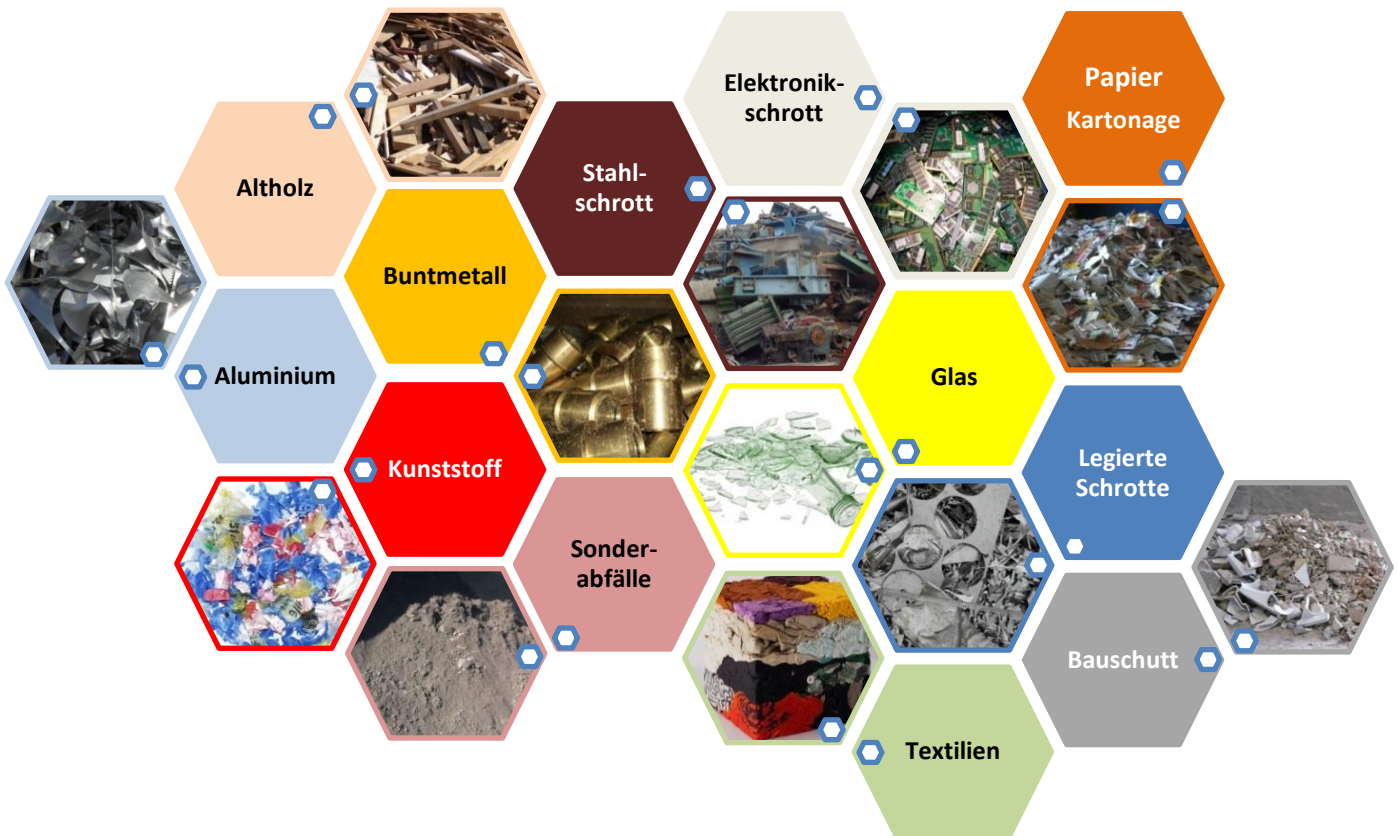 Elektronik-
schrott
Papier
Kartonage
Altholz
Stahl-
schrott
Buntmetall
Aluminium
Glas
Kunststoff
Legierte
Schrotte
Sonder-
abfälle
Bauschutt
Textilien